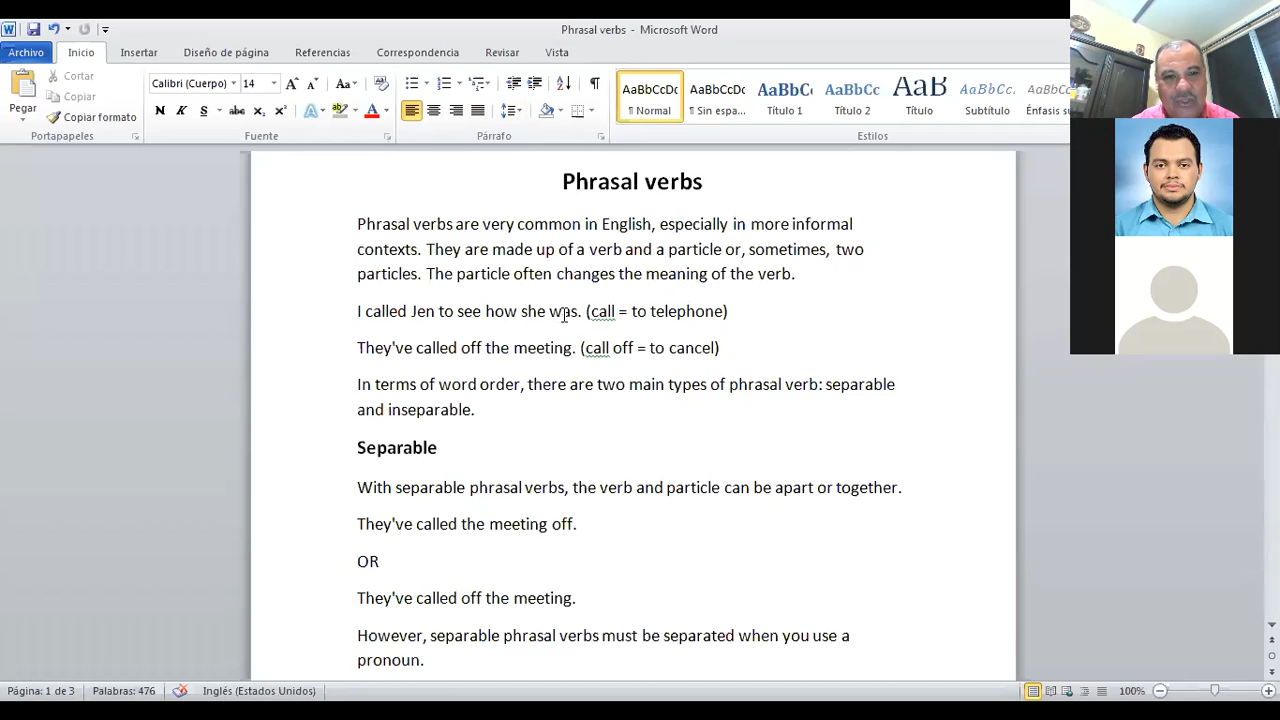 Phrasal verbs - Microsoft Word
Archivo Inicio Insertar Diseño de página Referencias Correspondencia Revisar Vista
Pegar
Cortar
Copiar
Copiar formato
Portapapeles
Calibri (Cuerpo) 14
Fuente
Párrafo
AaBbCcDc AaBbCcDc AaBbC AaBbCc AaB AaBbCc. AaBbCc
¶ Normal ¶ Sin espa... Título 1 Título 2 Título Subtítulo Énfasis su
Estilos
Phrasal verbs
Phrasal verbs are very common in English, especially in more informal
contexts. They are made up of a verb and a particle or, sometimes, two
particles. The particle often changes the meaning of the verb.
I called Jen to see how she was. (call = to telephone)
They've called off the meeting. (call off = to cancel)
In terms of word order, there are two main types of phrasal verb: separable
and inseparable.
Separable
With separable phrasal verbs, the verb and particle can be apart or together.
They've called the meeting off.
OR
They've called off the meeting.
However, separable phrasal verbs must be separated when you use a
pronoun.
Página: 1 de 3 Palabras: 476 Inglés (Estados Unidos) 100%